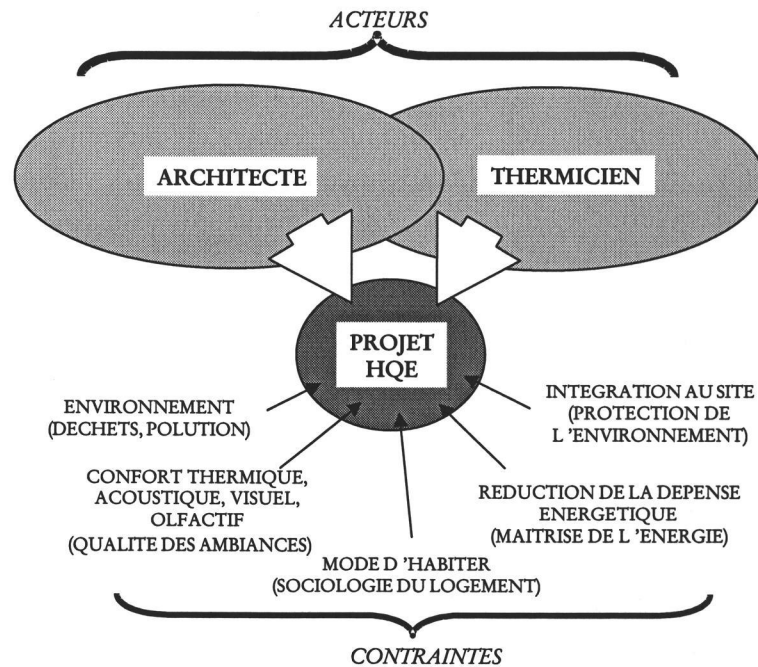 ACTEURS
ARCHITECTE
THERMICIEN
PROJET
HQE
ENVIRONNEMENT
(DECHETS, POLUTION)
INTEGRATION AU SITE
(PROTECTION DE
L 'ENVIRONNEMENT)
CONFORT THERMIQUE,
ACOUSTIQUE, VISUEL,
OLFACTIF
(QUALITE DES AMBIANCES)
REDUCTION DE LA DEPENSE
ENERGETIQUE
(MAITRISE DE L 'ENERGIE)
MODE D 'HABITER
(SOCIOLOGIE DU LOGEMENT)
CONTRAINTES